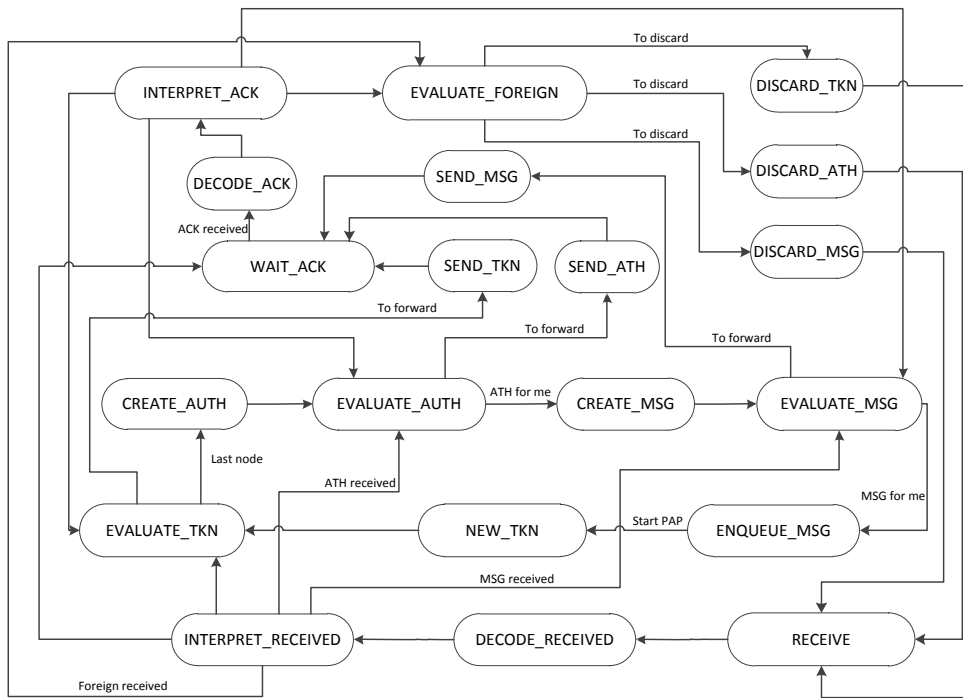 To discard
INTERPRET_ACK
EVALUATE_FOREIGN
To discard
DISCARD_TKN
To discard
DECODE_ACK
SEND_MSG
DISCARD_ATH
ACK received
WAIT_ACK
SEND_TKN
SEND_ATH
DISCARD_MSG
To forward
To forward
To forward
CREATE_AUTH
EVALUATE_AUTH
ATH for me
CREATE_MSG
EVALUATE_MSG
Last node
ATH received
MSG for me
EVALUATE_TKN
NEW_TKN
Start PAP
ENQUEUE_MSG
MSG received
INTERPRET_RECEIVED
DECODE_RECEIVED
RECEIVE
Foreign received